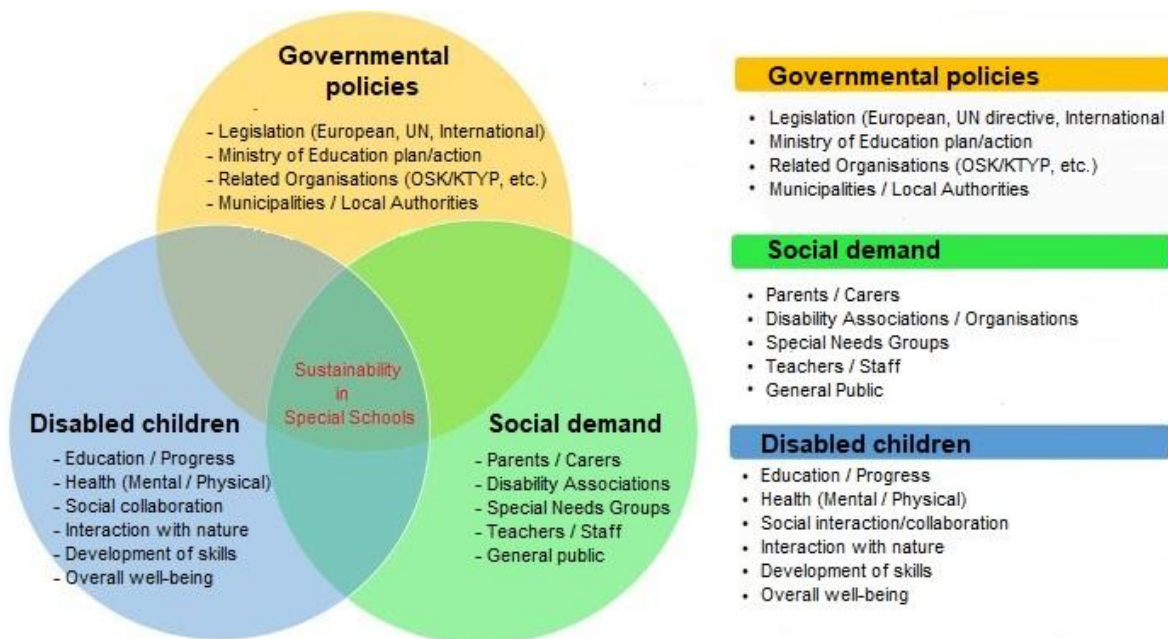 Governmental
policies
- Legislation (European, UN, International)
- Ministry of Education plan/action
- Related Organisations (OSK/KTYP, etc.)
- Municipalities / Local Authorities
Sustainability
in
Special Schools
Disabled children
- Education / Progress
- Health (Mental / Physical)
- Social collaboration
- Interaction with nature
- Development of skills
- Overall well-being
Social demand
- Parents / Carers
- Disability Associations
- Special Needs Groups
- Teachers / Staff
- General public
Governmental policies
• Legislation (European, UN directive, International
• Ministry of Education plan/action
• Related Organisations (OSK/KTYP, etc.)
• Municipalities / Local Authorities
Social demand
• Parents / Carers
• Disability Associations / Organisations
• Special Needs Groups
• Teachers / Staff
• General Public
Disabled children
• Education / Progress
• Health (Mental / Physical)
• Social interaction/collaboration
• Interaction with nature
• Development of skills
• Overall well-being